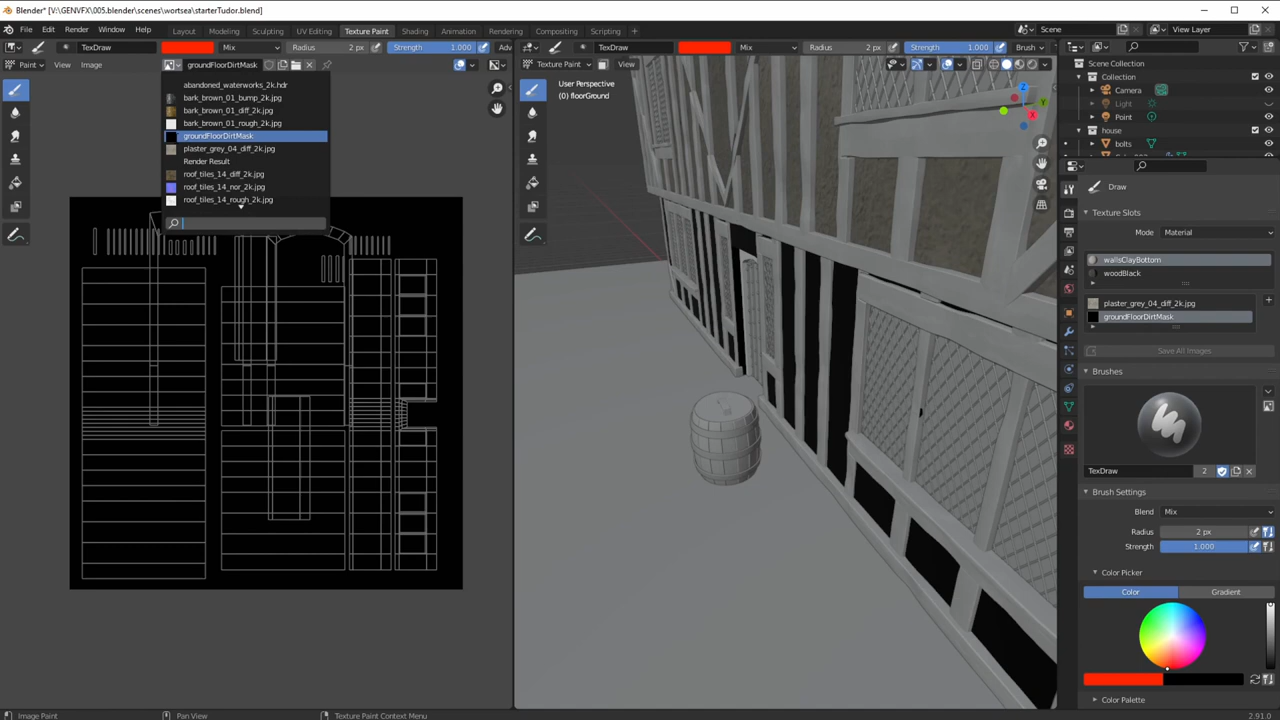 Blender* [V:\GENVFX\005.blender\scenes\wortsea\starterTudor.blend]
File Edit Render Window Help Layout Modeling Sculpting UV Editing Texture Paint Shading Animation Rendering Compositing Scripting + Scene View Layer
TexDraw Mix Radius 2 px Strength 1.000 Adv TexDraw Mix Radius 2 px Strength 1.000 Brush
Paint View Image groundFloorDirtMask Texture Paint View
abandoned_waterworks_2k.hdr
bark_brown_01_bump_2k.jpg
bark_brown_01_diff_2k.jpg
bark_brown_01_rough_2k.jpg
groundFloorDirtMask
plaster_grey_04_diff_2k.jpg
Render Result
roof_tiles_14_diff_2k.jpg
roof_tiles_14_nor_2k.jpg
roof_tiles_14_rough_2k.jpg
User Perspective
(0) floorGround
Z
Y
X
Scene Collection
Collection
Camera
Light
Point
house
bolts
Draw
Texture Slots
Mode Material
wallsClayBottom
woodBlack
plaster_grey_04_diff_2k.jpg
groundFloorDirtMask
Save All Images
Brushes
TexDraw 2
Brush Settings
Blend Mix
Radius 2 px
Strength 1.000
Color Picker
Color Gradient
Color Palette
Image Paint Pan View Texture Paint Context Menu 2.91.0